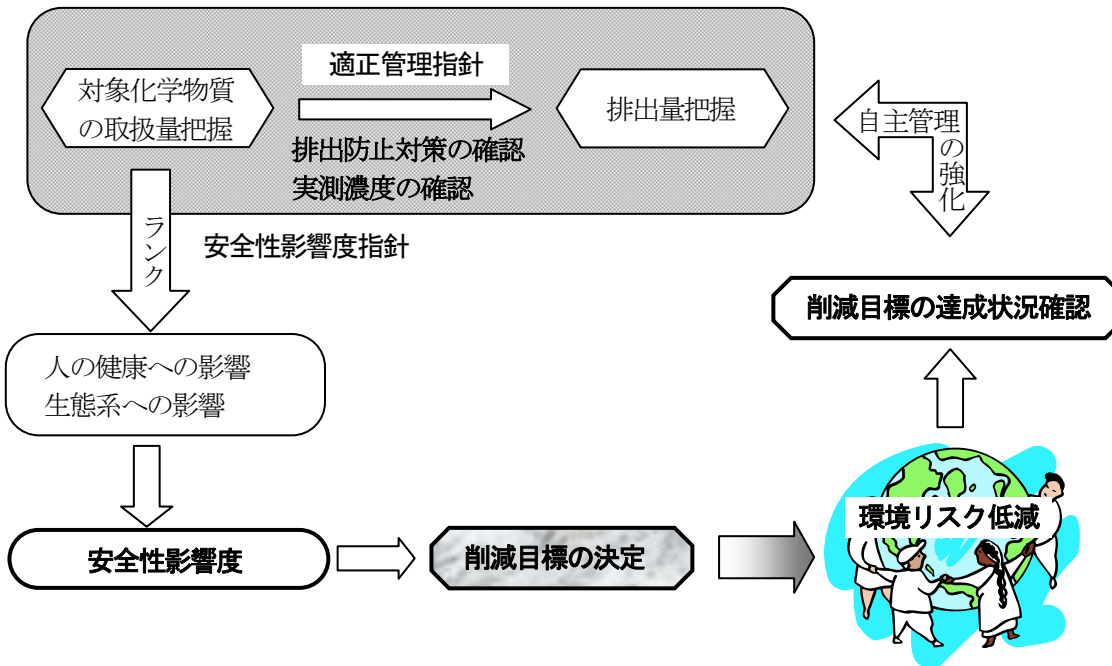 適正管理指針
対象化学物質
の取扱量把握
排出量把握
排出防止対策の確認
実測濃度の確認
自主管理の強化
ランク
安全性影響度指針
削減目標の達成状況確認
人の健康への影響
生態系への影響
環境リスク低減
安全性影響度
削減目標の決定